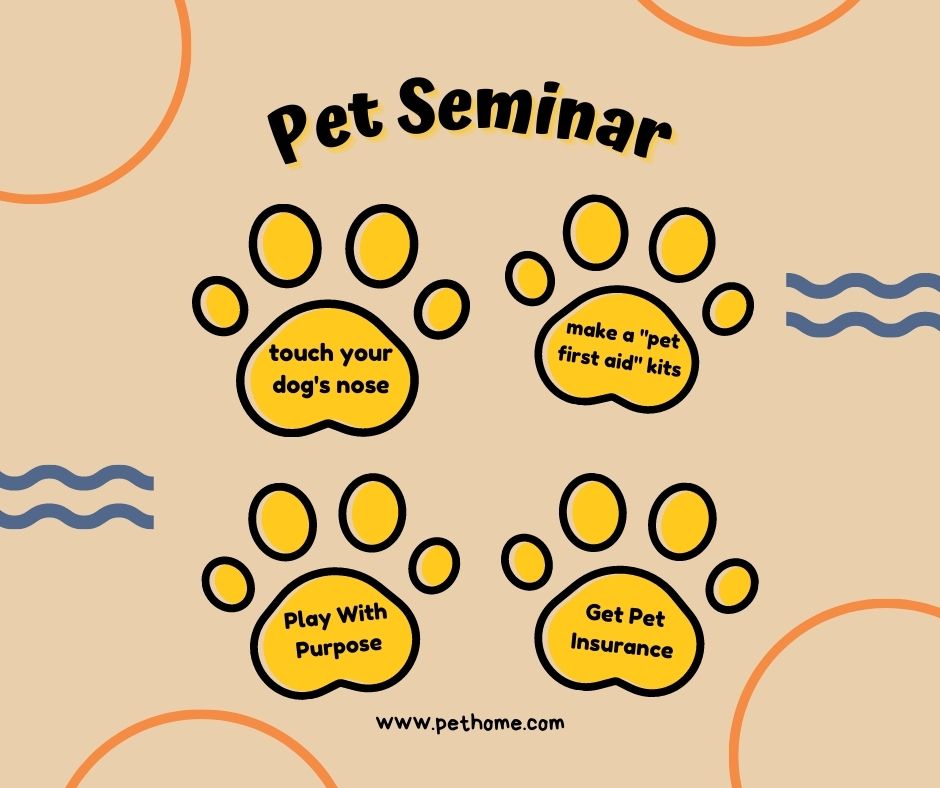 Pet Seminar
touch your
dog's nose
make a "pet
first aid" kits
Play With
Purpose
Get Pet
Insurance
www.pethome.com